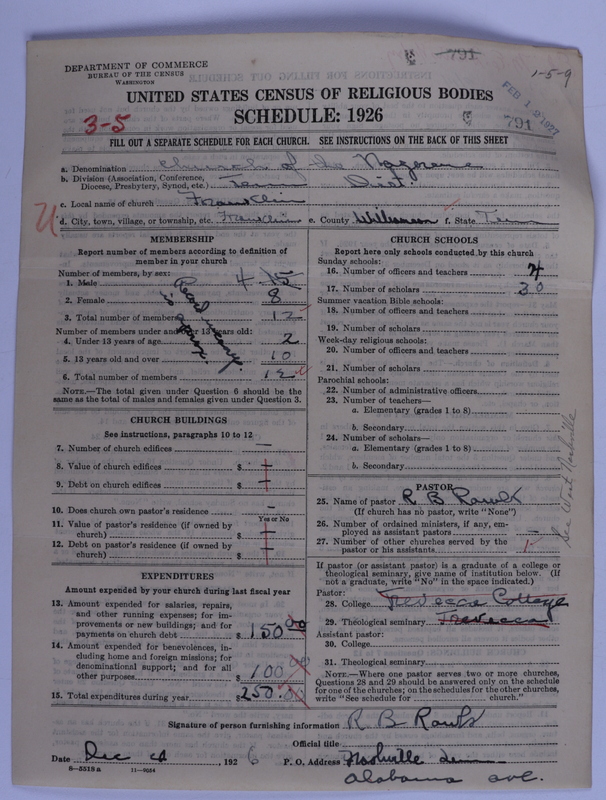 DEPARTMENT OF COMMERCE
BUREAU OF THE CENSUS
WASHINGTON
791
1-5-9
UNITED STATES CENSUS OF RELIGIOUS BODIES
SCHEDULE: 1926
3-5
791
FILL OUT A SEPARATE SCHEDULE FOR EACH CHURCH. SEE INSTRUCTIONS ON THE BACK OF THIS SHEET
a. Denomination Church of the Nazarene
b. Division (Association, Conference,
Diocese, Presbytery, Synod, etc.) Tenn Dist.
c. Local name of church Franklin
d. City, town, village, or township, etc. Franklin e. County Williamson f. State Tenn
MEMBERSHIP
Report number of members according to definition of
member in your church
Number of members, by sex:
1. Male 4 15
2. Female 8
3. Total number of members 12
Number of members under and over 13 years old:
4. Under 13 years of age 2
5. 13 years old and over 10
6. Total number of members 12
NOTE.—The total given under Question 6 should be the
same as the total of males and females given under Question 3.
CHURCH BUILDINGS
See instructions, paragraphs 10 to 12
7. Number of church edifices —
8. Value of church edifices $ —
9. Debt on church edifices $ —
10. Does church own pastor's residence —
Yes or No
11. Value of pastor's residence (if owned by
church) $ —
12. Debt on pastor's residence (if owned by
church) $ —
EXPENDITURES
Amount expended by your church during last fiscal year
13. Amount expended for salaries, repairs,
and other running expenses; for im-
provements or new buildings; and for
payments on church debt $ 150 00
14. Amount expended for benevolences, in-
cluding home and foreign missions; for
denominational support; and for all
other purposes 100 00
15. Total expenditures during year $ 250.00
CHURCH SCHOOLS
Report here only schools conducted by this church
Sunday schools:
16. Number of officers and teachers 4
17. Number of scholars 30
Summer vacation Bible schools:
18. Number of officers and teachers
19. Number of scholars
Week-day religious schools:
20. Number of officers and teachers
21. Number of scholars
Parochial schools:
22. Number of administrative officers
23. Number of teachers—
a. Elementary (grades 1 to 8)
b. Secondary
24. Number of scholars—
a. Elementary (grades 1 to 8)
b. Secondary
See West Nashville
PASTOR
25. Name of pastor R B Rawls
(If church has no pastor, write "None")
26. Number of ordained ministers, if any, em-
ployed as assistant pastors —
27. Number of other churches served by the
pastor or his assistants 1
If pastor (or assistant pastor) is a graduate of a college or
theological seminary, give name of institution below. (If
not a graduate, write "No" in the space indicated.)
Pastor:
28. College Trevecca College
29. Theological seminary Trevecca
Assistant pastor:
30. College
31. Theological seminary
NOTE.—Where one pastor serves two or more churches,
Questions 28 and 29 should be answered only on the schedule
for one of the churches; on the schedules for the other churches,
write "See schedule for church."
Signature of person furnishing information R B Rawls
Official title
Date Dec , 1926 P. O. Address Nashville Tenn
Alabama ave.
6—5518 a 11—9014